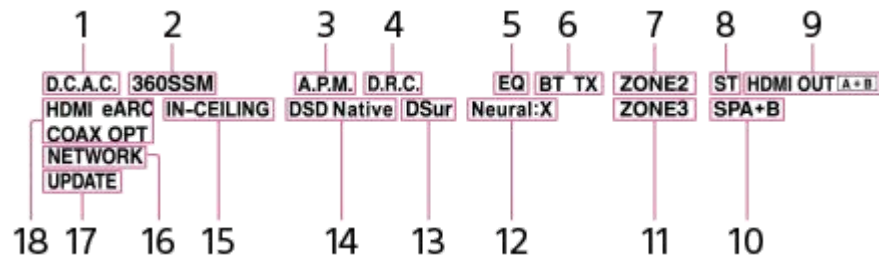 1 2 3 4 5 6 7 8 9
D.C.A.C. 360SSM A.P.M. D.R.C. EQ BT TX ZONE2 ST HDMI OUT A+B
HDMI eARC IN-CEILING DSD Native DSur Neural:X ZONE3 SPA+B
COAX OPT
NETWORK
UPDATE
18 17 16 15 14 13 12 11 10